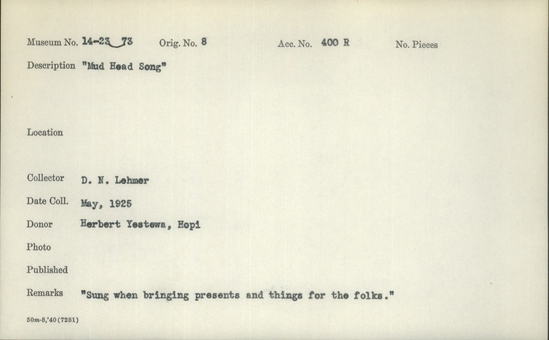 Museum No. 14-23 73 Orig. No. 8 Acc. No. 400 R No. Pieces
Description "Mud Head Song"
Location
Collector D. N. Lehmer
Date Coll. May, 1925
Donor Herbert Yestewa, Hopi
Photo
Published
Remarks "Sung when bringing presents and things for the folks."
50m-8,'40(7251)